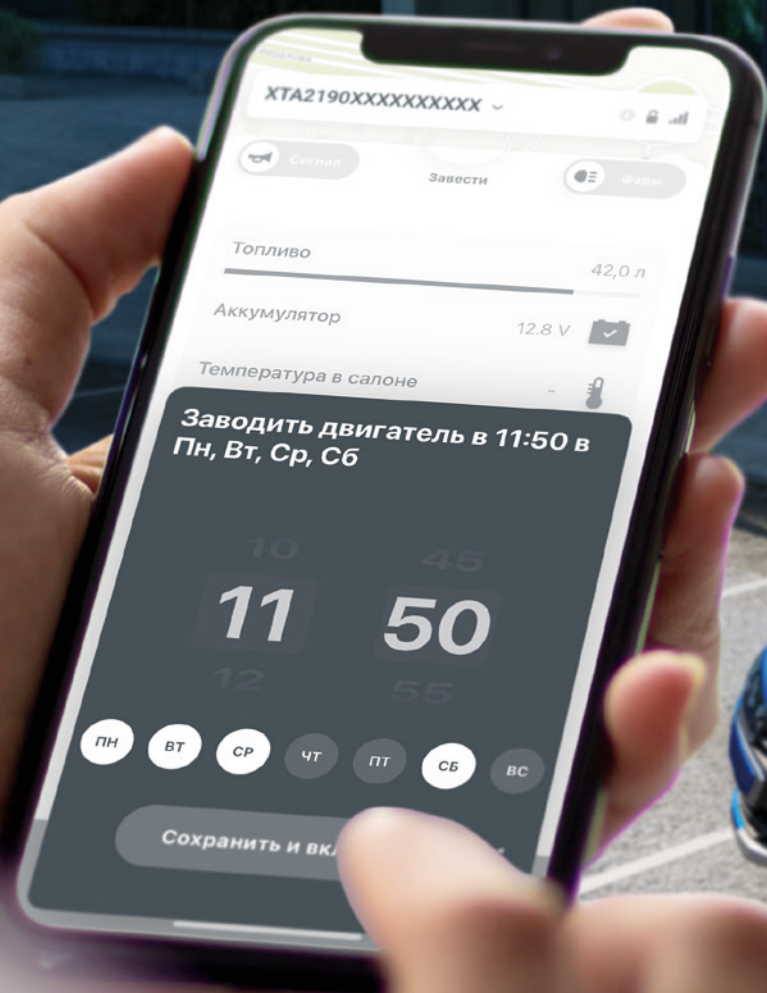 XTA2190XXXXXXXXXX
Сигнал
Завести
Фары
Топливо
42,0 л
Аккумулятор
12.8 V
Температура в салоне
-
Заводить двигатель в 11:50 в
Пн, Вт, Ср, Сб
10 45
11 50
12 55
ПН ВТ СР ЧТ ПТ СБ ВС
Сохранить и